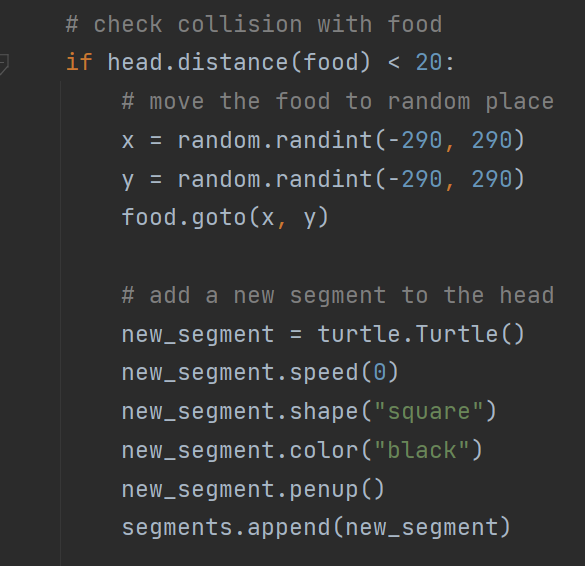 # check collision with food
if head.distance(food) < 20:
    # move the food to random place
    x = random.randint(-290, 290)
    y = random.randint(-290, 290)
    food.goto(x, y)

    # add a new segment to the head
    new_segment = turtle.Turtle()
    new_segment.speed(0)
    new_segment.shape("square")
    new_segment.color("black")
    new_segment.penup()
    segments.append(new_segment)